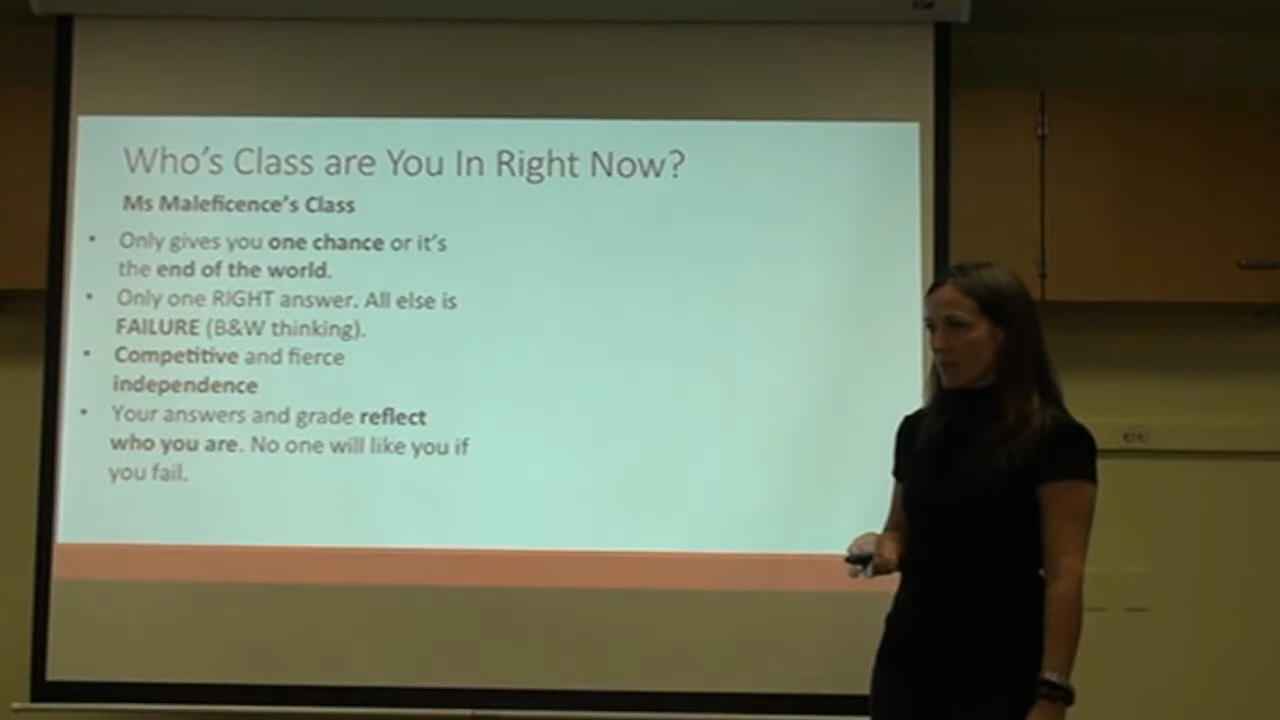 Who's Class are You In Right Now?
Ms Maleficence's Class
• Only gives you one chance or it's
the end of the world.
• Only one RIGHT answer. All else is
FAILURE (B&W thinking).
• Competitive and fierce
independence
• Your answers and grade reflect
who you are. No one will like you if
you fail.